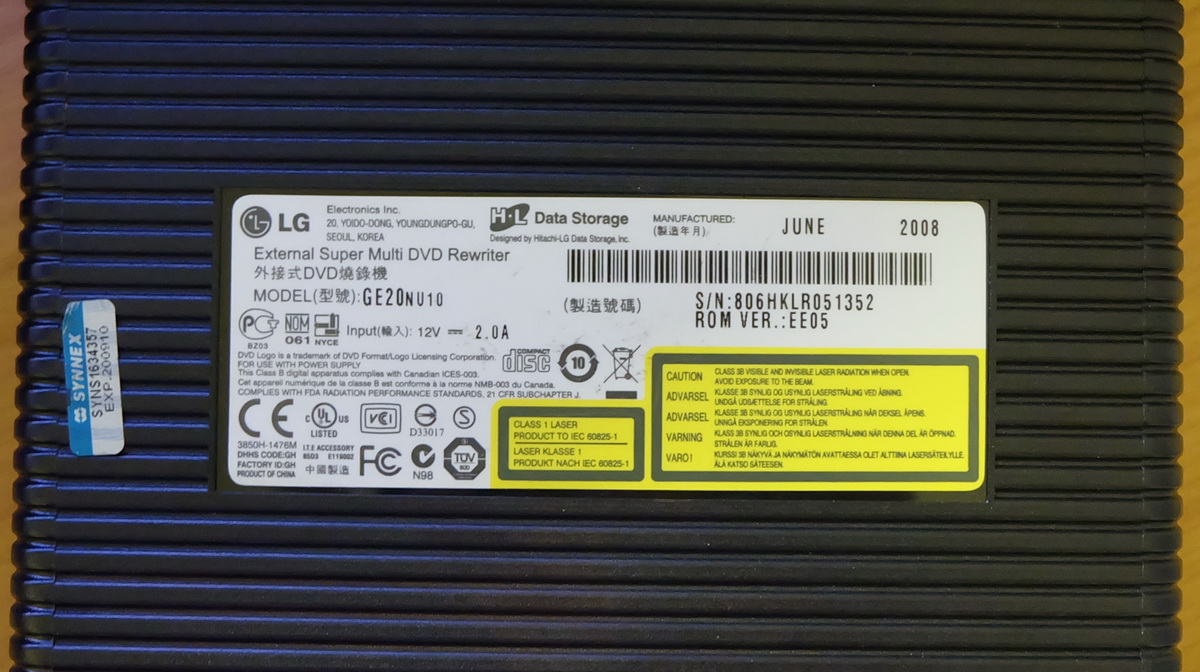 LG
Electronics Inc.
20, YOIDO-DONG, YOUNGDUNGPO-GU,
SEOUL, KOREA
H·L Data Storage
Designed by Hitachi-LG Data Storage, Inc.
MANUFACTURED:
(製造年月)
JUNE 2008
External Super Multi DVD Rewriter
外接式DVD燒錄機
MODEL(型號):GE20NU10
(製造號碼)
S/N:806HKLR051352
ROM VER.:EE05
PCT
BZ03
NOM
061 NYCE
Input(輸入): 12V 2.0A
DVD Logo is a trademark of DVD Format/Logo Licensing Corporation.
FOR USE WITH POWER SUPPLY
This Class B digital apparatus complies with Canadian ICES-003.
Cet appareil numérique de la classe B est conforme à la norme NMB-003 du Canada.
COMPLIES WITH FDA RADIATION PERFORMANCE STANDARDS, 21 CFR SUBCHAPTER J.
COMPACT
disc
10
CE
c UL us
LISTED
I.T.E ACCESSORY
8503 E119002
中國製造
VCI
D33017
S
3850H-1476M
DHHS CODE:GH
FACTORY ID:GH
PRODUCT OF CHINA
FC
N98
TÜV
CLASS 1 LASER
PRODUCT TO IEC 60825-1
LASER KLASSE 1
PRODUKT NACH IEC 60825-1
CAUTION CLASS 3B VISIBLE AND INVISIBLE LASER RADIATION WHEN OPEN.
AVOID EXPOSURE TO THE BEAM.
ADVARSEL KLASSE 3B SYNLIG OG USYNLIG LASERSTRÅLING VED ÅBNING.
UNDGÅ UDSÆTTELSE FOR STRÅLING.
ADVARSEL KLASSE 3B SYNLIG OG USYNLIG LASERSTRÅLING NÅR DEKSEL ÅPENS.
UNNGÅ EKSPONERING FOR STRÅLEN.
VARNING KLASS 3B SYNLIG OCH OSYNLIG LASERSTRÅLNING NÄR DENNA DEL ÄR ÖPPNAD.
STRÅLEN ÄR FARLIG.
VARO! KURSSI 3B NÄKYVÄ JA NÄKYMÄTÖN AVATTAESSA OLET ALTTIINA LASERSÄTEILYLLE.
ÄLÄ KATSO SÄTEESEEN.
SYNNEX
SYNS1634357
EXP.200910